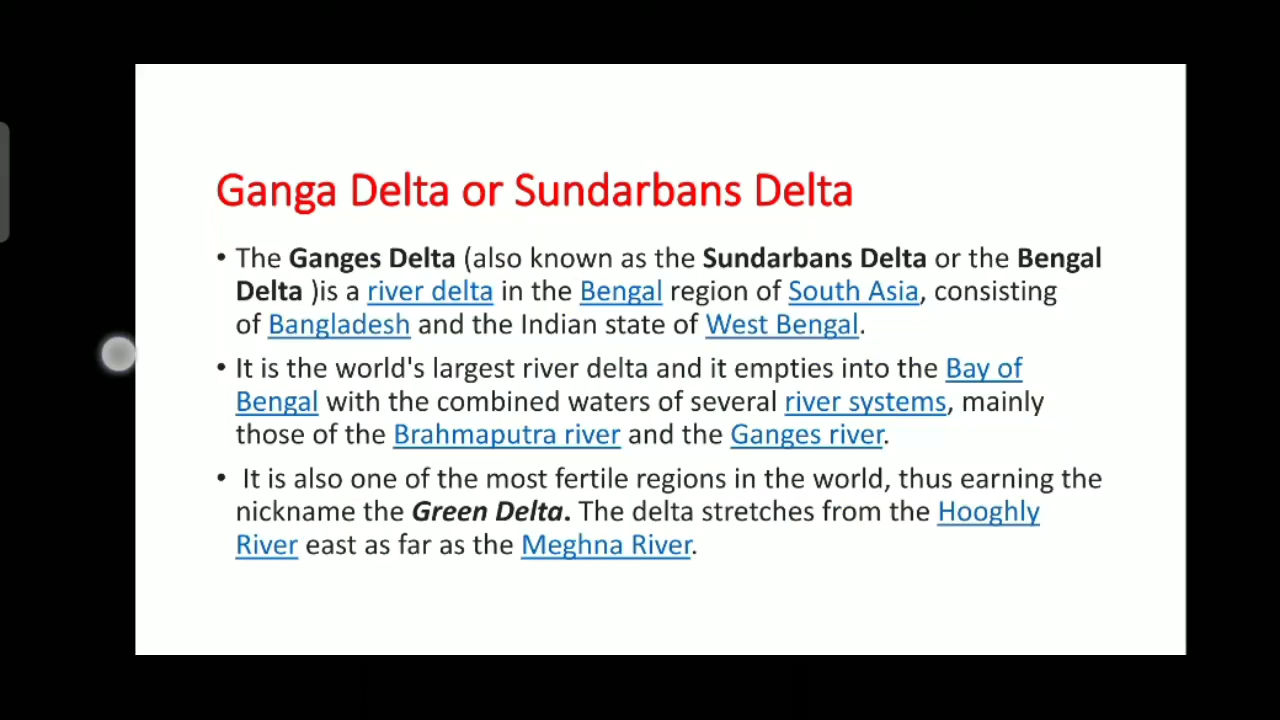 Ganga Delta or Sundarbans Delta
• The Ganges Delta (also known as the Sundarbans Delta or the Bengal
Delta )is a river delta in the Bengal region of South Asia, consisting
of Bangladesh and the Indian state of West Bengal.
• It is the world's largest river delta and it empties into the Bay of
Bengal with the combined waters of several river systems, mainly
those of the Brahmaputra river and the Ganges river.
• It is also one of the most fertile regions in the world, thus earning the
nickname the Green Delta. The delta stretches from the Hooghly
River east as far as the Meghna River.